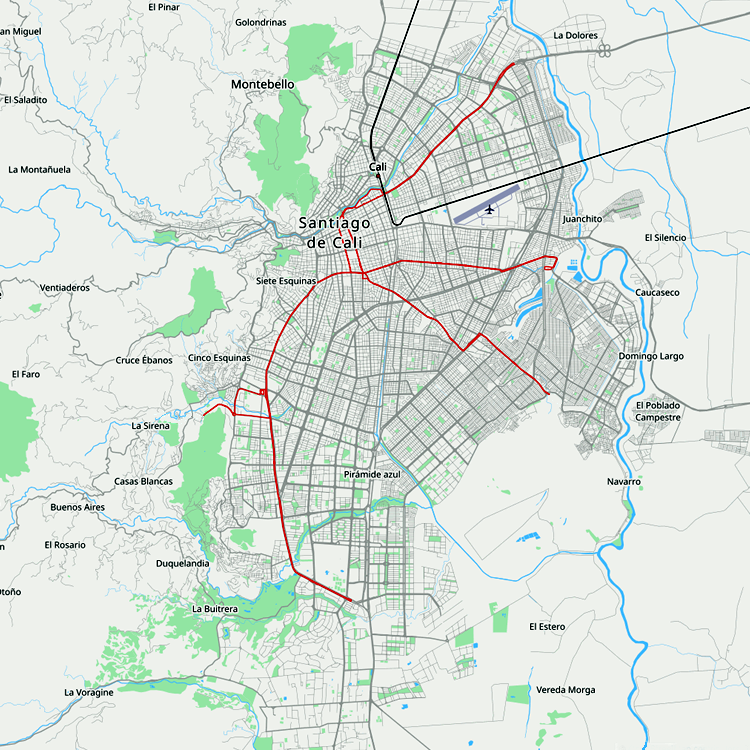 El Pinar
Golondrinas
an Miguel
La Dolores
Montebello
El Saladito
La Montañuela
Cali
Santiago
de Cali
Juanchito
El Silencio
Siete Esquinas
Ventiaderos
Caucaseco
Cruce Ébanos
Cinco Esquinas
Domingo Largo
El Faro
El Poblado
Campestre
La Sirena
Pirámide azul
Casas Blancas
Navarro
Buenos Aires
El Rosario
Duquelandia
Otoño
La Buitrera
El Estero
La Voragine
Vereda Morga